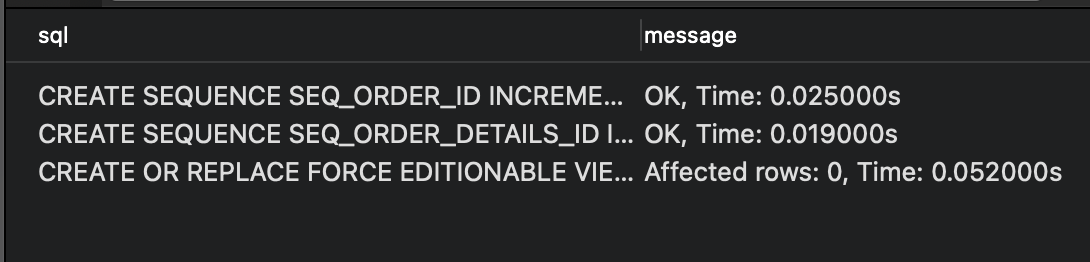 sql message
CREATE SEQUENCE SEQ_ORDER_ID INCREME... OK, Time: 0.025000s
CREATE SEQUENCE SEQ_ORDER_DETAILS_ID I... OK, Time: 0.019000s
CREATE OR REPLACE FORCE EDITIONABLE VIE... Affected rows: 0, Time: 0.052000s